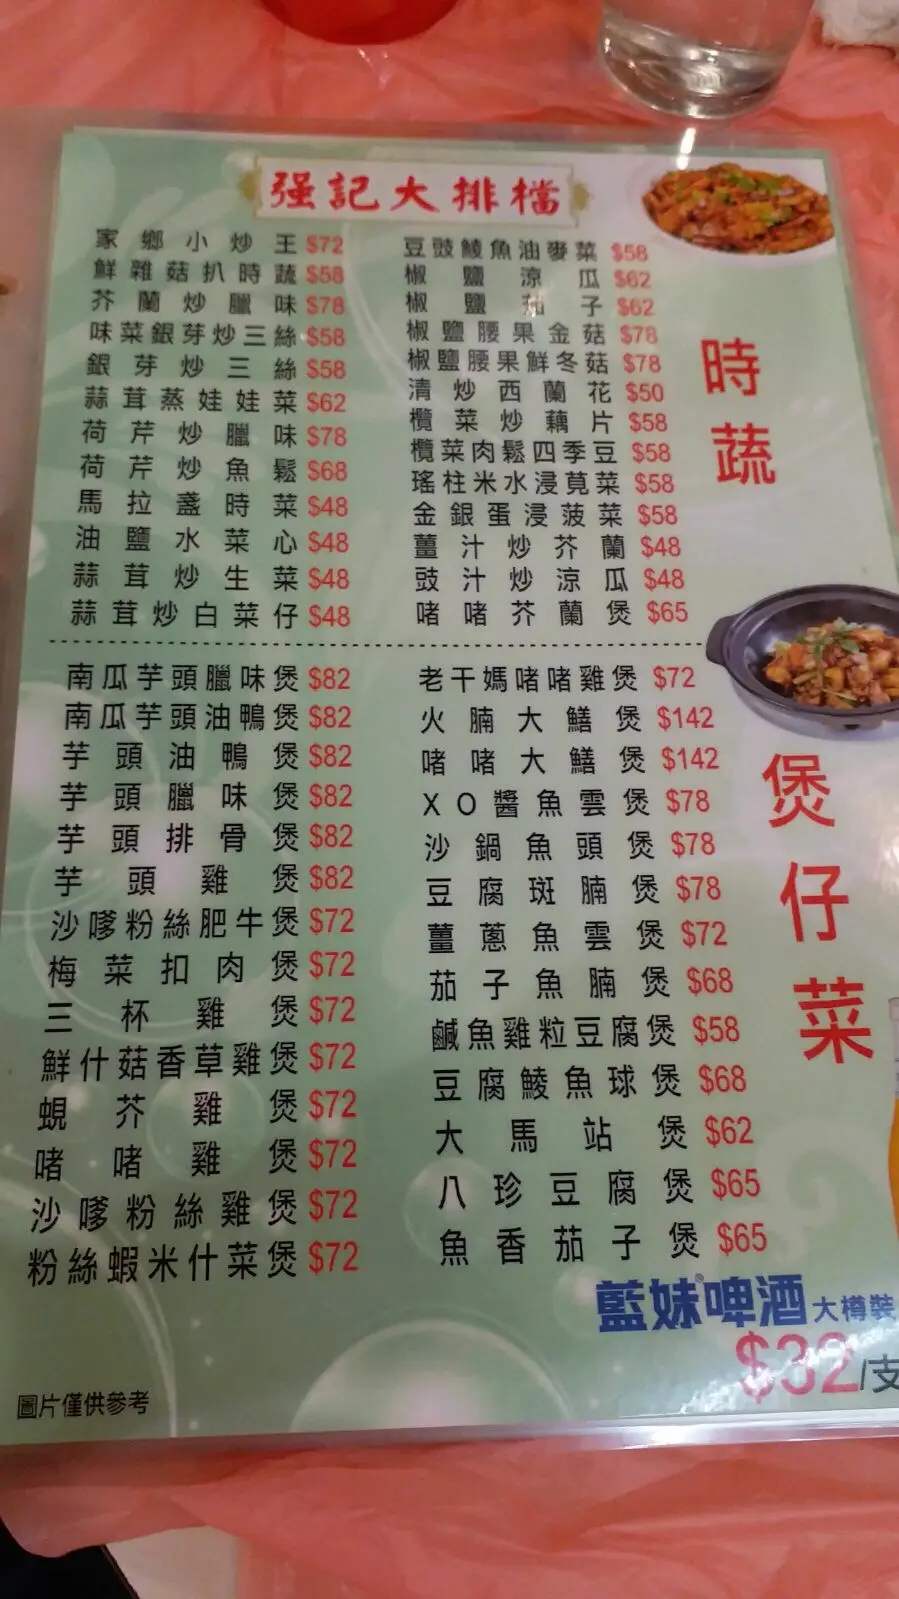 强記大排檔
家鄉小炒王 $72
鮮雜菇扒時蔬 $58
芥蘭炒臘味 $78
味菜銀芽炒三絲 $58
銀芽炒三絲 $58
蒜茸蒸娃娃菜 $62
荷芹炒臘味 $78
荷芹炒魚鬆 $68
馬拉盞時菜 $48
油鹽水菜心 $48
蒜茸炒生菜 $48
蒜茸炒白菜仔 $48
豆豉鯪魚油麥菜 $58
椒鹽涼瓜 $62
椒鹽茄子 $62
椒鹽腰果金菇 $78
椒鹽腰果鮮冬菇 $78
清炒西蘭花 $50
欖菜炒藕片 $58
欖菜肉鬆四季豆 $58
瑤柱米水浸莧菜 $58
金銀蛋浸菠菜 $58
薑汁炒芥蘭 $48
豉汁炒涼瓜 $48
啫啫芥蘭煲 $65
時蔬
南瓜芋頭臘味煲 $82
南瓜芋頭油鴨煲 $82
芋頭油鴨煲 $82
芋頭臘味煲 $82
芋頭排骨煲 $82
芋頭雞煲 $82
沙嗲粉絲肥牛煲 $72
梅菜扣肉煲 $72
三杯雞煲 $72
鮮什菇香草雞煲 $72
蜆芥雞煲 $72
啫啫雞煲 $72
沙嗲粉絲雞煲 $72
粉絲蝦米什菜煲 $72
老干媽啫啫雞煲 $72
火腩大鱔煲 $142
啫啫大鱔煲 $142
XO醬魚雲煲 $78
沙鍋魚頭煲 $78
豆腐斑腩煲 $78
薑蔥魚雲煲 $72
茄子魚腩煲 $68
鹹魚雞粒豆腐煲 $58
豆腐鯪魚球煲 $68
大馬站煲 $62
八珍豆腐煲 $65
魚香茄子煲 $65
煲仔菜
藍妹啤酒 大樽裝
$32/支
圖片僅供參考